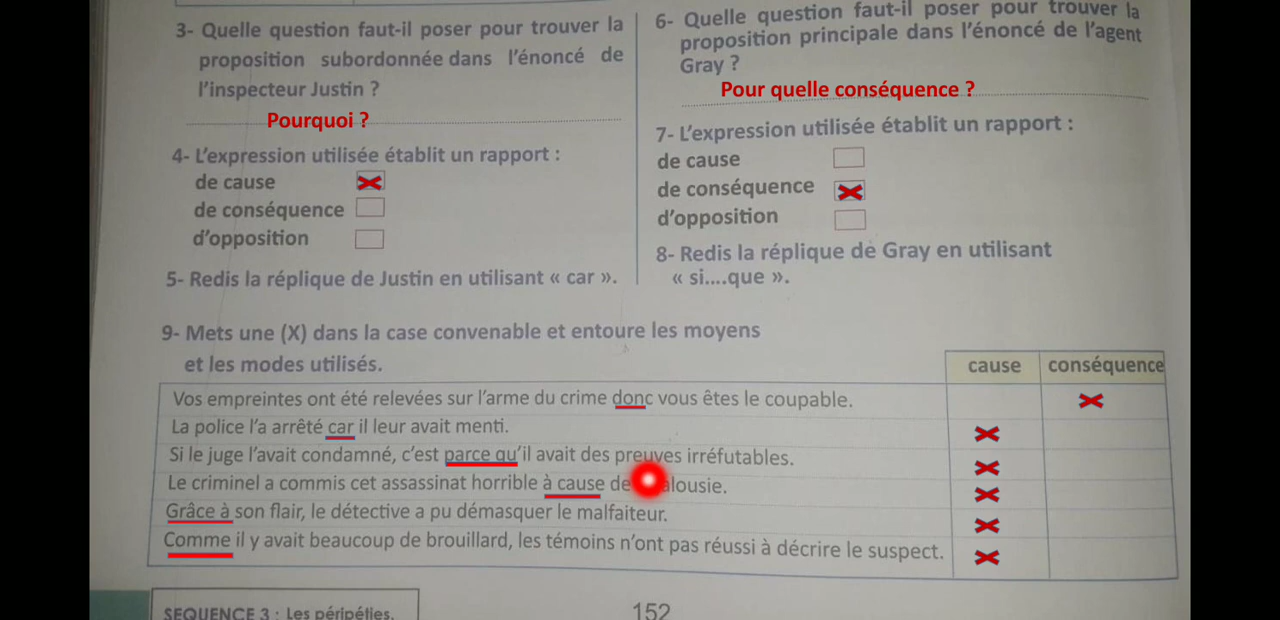 3- Quelle question faut-il poser pour trouver la
proposition subordonnée dans l'énoncé de
l'inspecteur Justin ?
Pourquoi ?
4- L'expression utilisée établit un rapport :
de cause
de conséquence
d'opposition
5- Redis la réplique de Justin en utilisant « car ».
6- Quelle question faut-il poser pour trouver la
proposition principale dans l'énoncé de l'agent
Gray ?
Pour quelle conséquence ?
7- L'expression utilisée établit un rapport :
de cause
de conséquence
d'opposition
8- Redis la réplique de Gray en utilisant
« si....que ».
9- Mets une (X) dans la case convenable et entoure les moyens
et les modes utilisés.
cause conséquence
Vos empreintes ont été relevées sur l'arme du crime donc vous êtes le coupable.
La police l'a arrêté car il leur avait menti.
Si le juge l'avait condamné, c'est parce qu'il avait des preuves irréfutables.
Le criminel a commis cet assassinat horrible à cause de alousie.
Grâce à son flair, le détective a pu démasquer le malfaiteur.
Comme il y avait beaucoup de brouillard, les témoins n'ont pas réussi à décrire le suspect.
SEQUENCE 3 : Les péripéties.
152